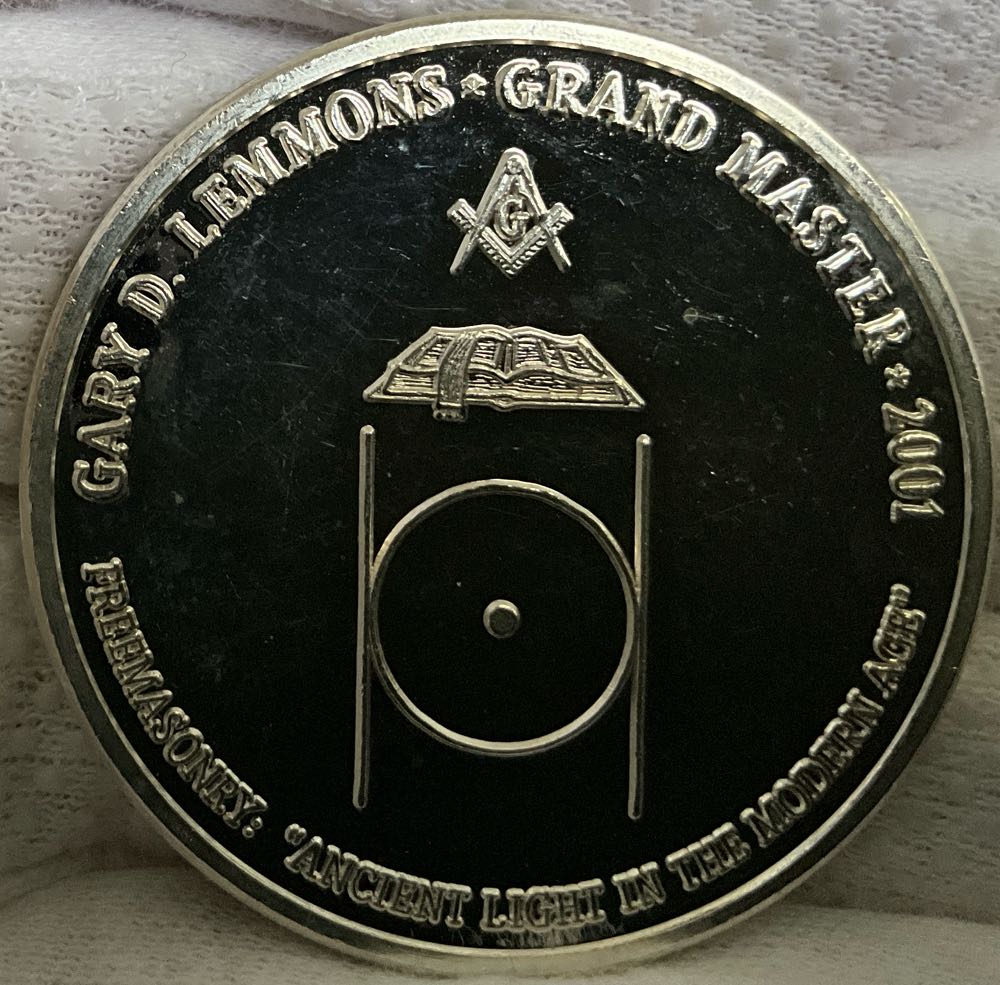 GARY D. LEMMONS * GRAND MASTER * 2001
G
FREEMASONRY: "ANCIENT LIGHT IN THE MODERN AGE"